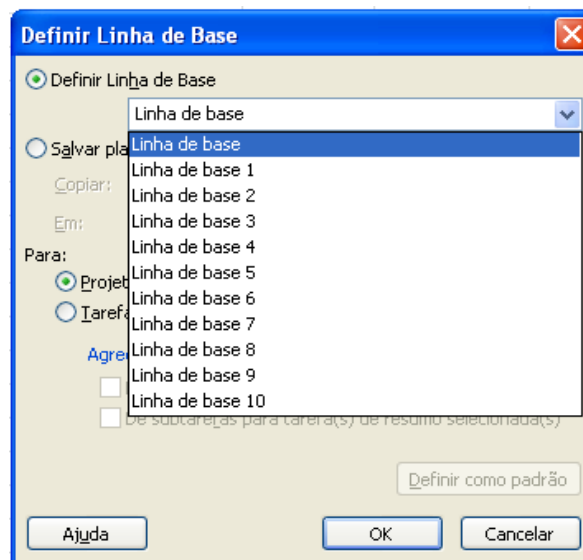 Definir Linha de Base
Definir Linha de Base
Linha de base
Salvar pla
Linha de base
Linha de base 1
Copiar:
Linha de base 2
Em:
Linha de base 3
Linha de base 4
Para:
Linha de base 5
Projet
Linha de base 6
Tarefa
Linha de base 7
Agre
Linha de base 8
Linha de base 9
Linha de base 10
De subtarefas para tarefa(s) de resumo selecionada(s)
Definir como padrão
Ajuda
OK
Cancelar